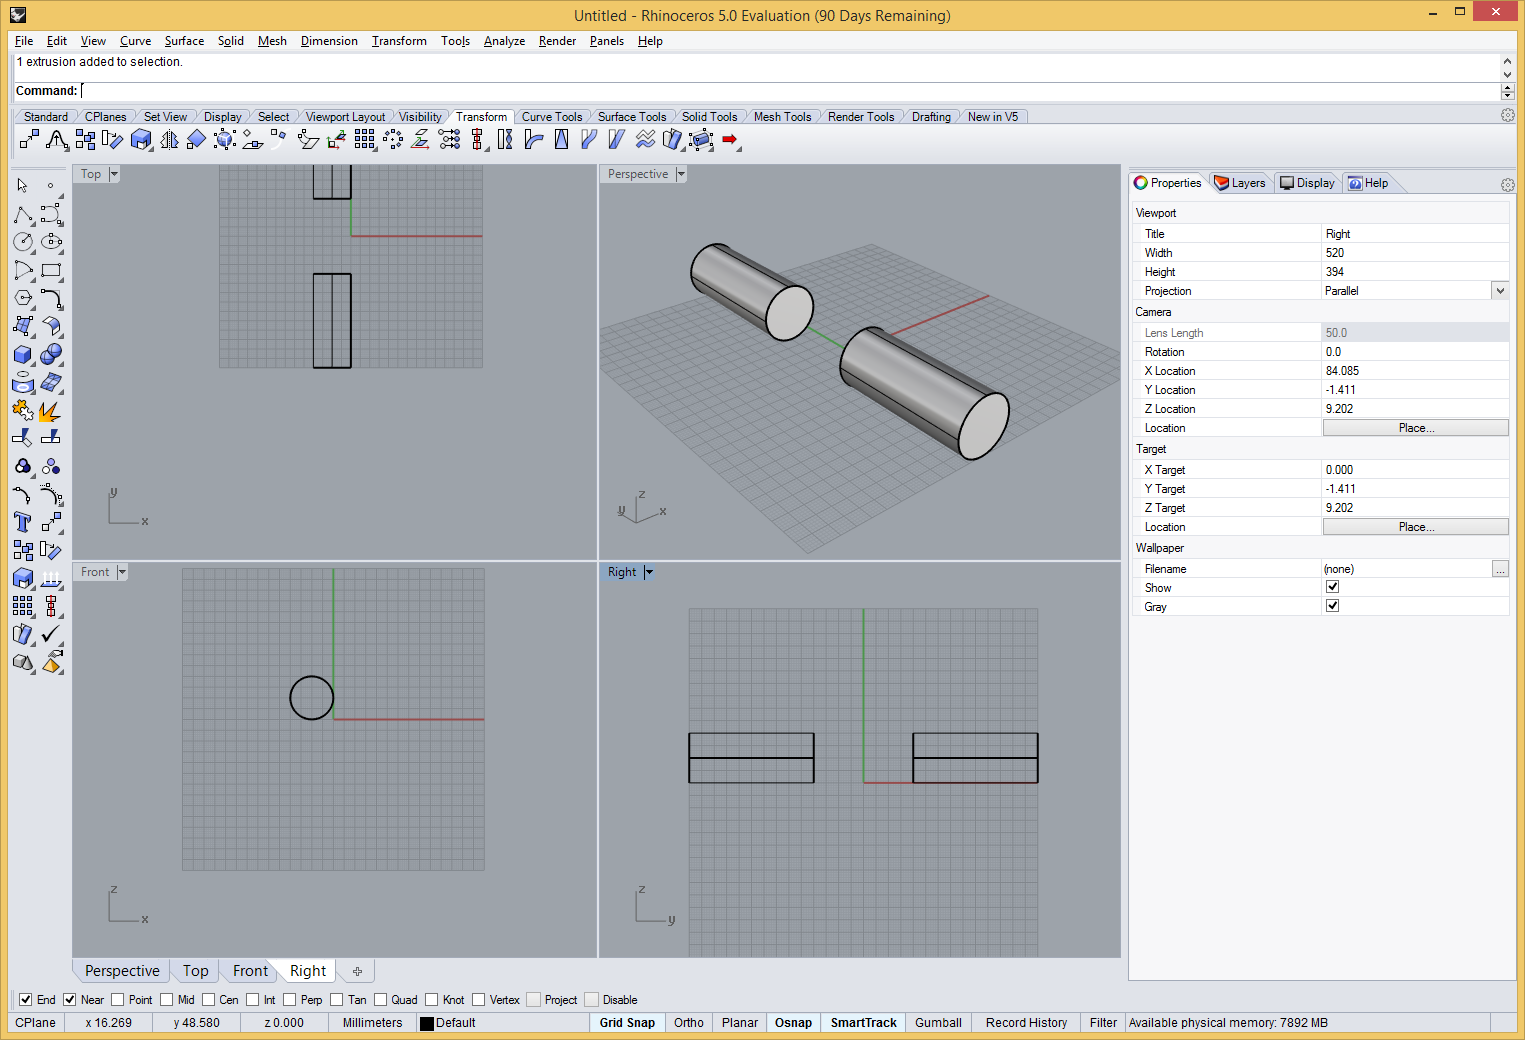 Untitled - Rhinoceros 5.0 Evaluation (90 Days Remaining)
File Edit View Curve Surface Solid Mesh Dimension Transform Tools Analyze Render Panels Help
1 extrusion added to selection.
Command:
Standard CPlanes Set View Display Select Viewport Layout Visibility Transform Curve Tools Surface Tools Solid Tools Mesh Tools Render Tools Drafting New in V5
Top
y
x
Perspective
z
y
x
Front
z
x
Right
z
y
Properties Layers Display Help
Viewport
Title Right
Width 520
Height 394
Projection Parallel
Camera
Lens Length 50.0
Rotation 0.0
X Location 84.085
Y Location -1.411
Z Location 9.202
Location Place...
Target
X Target 0.000
Y Target -1.411
Z Target 9.202
Location Place...
Wallpaper
Filename (none) ...
Show
Gray
Perspective Top Front Right
End Near Point Mid Cen Int Perp Tan Quad Knot Vertex Project Disable
CPlane x 16.269 y 48.580 z 0.000 Millimeters Default Grid Snap Ortho Planar Osnap SmartTrack Gumball Record History Filter Available physical memory: 7892 MB